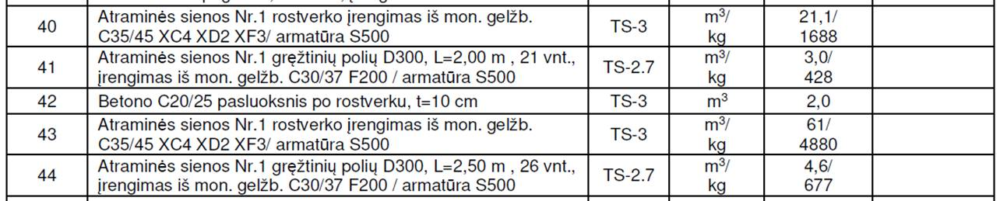 40 Atraminės sienos Nr.1 rostverko įrengimas iš mon. gelžb. TS-3 m³/ 21,1/
C35/45 XC4 XD2 XF3/ armatūra S500 kg 1688
41 Atraminės sienos Nr.1 gręžtinių polių D300, L=2,00 m , 21 vnt., TS-2.7 m³/ 3,0/
įrengimas iš mon. gelžb. C30/37 F200 / armatūra S500 kg 428
42 Betono C20/25 pasluoksnis po rostverku, t=10 cm TS-3 m³ 2,0
43 Atraminės sienos Nr.1 rostverko įrengimas iš mon. gelžb. TS-3 m³/ 61/
C35/45 XC4 XD2 XF3/ armatūra S500 kg 4880
44 Atraminės sienos Nr.1 gręžtinių polių D300, L=2,50 m , 26 vnt., TS-2.7 m³/ 4,6/
įrengimas iš mon. gelžb. C30/37 F200 / armatūra S500 kg 677